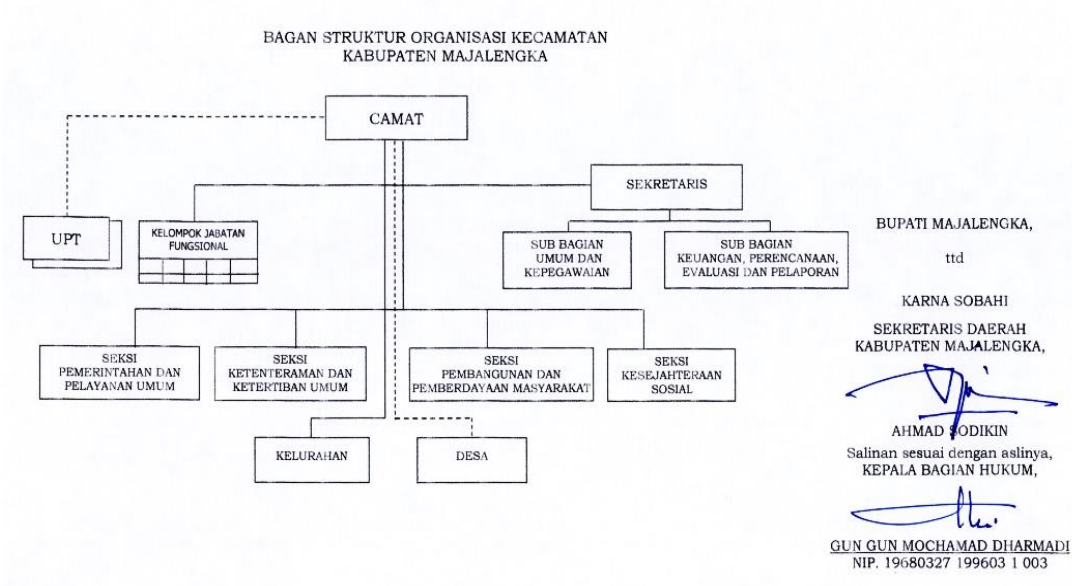 BAGAN STRUKTUR ORGANISASI KECAMATAN
KABUPATEN MAJALENGKA
CAMAT
SEKRETARIS
UPT
KELOMPOK JABATAN
FUNGSIONAL
SUB BAGIAN
UMUM DAN
KEPEGAWAIAN
SUB BAGIAN
KEUANGAN, PERENCANAAN,
EVALUASI DAN PELAPORAN
SEKSI
PEMERINTAHAN DAN
PELAYANAN UMUM
SEKSI
KETENTERAMAN DAN
KETERTIBAN UMUM
SEKSI
PEMBANGUNAN DAN
PEMBERDAYAAN MASYARAKAT
SEKSI
KESEJAHTERAAN
SOSIAL
KELURAHAN
DESA
BUPATI MAJALENGKA,
ttd
KARNA SOBAHI
SEKRETARIS DAERAH
KABUPATEN MAJALENGKA,
AHMAD SODIKIN
Salinan sesuai dengan aslinya,
KEPALA BAGIAN HUKUM,
GUN GUN MOCHAMAD DHARMADI
NIP. 19680327 199603 1 003